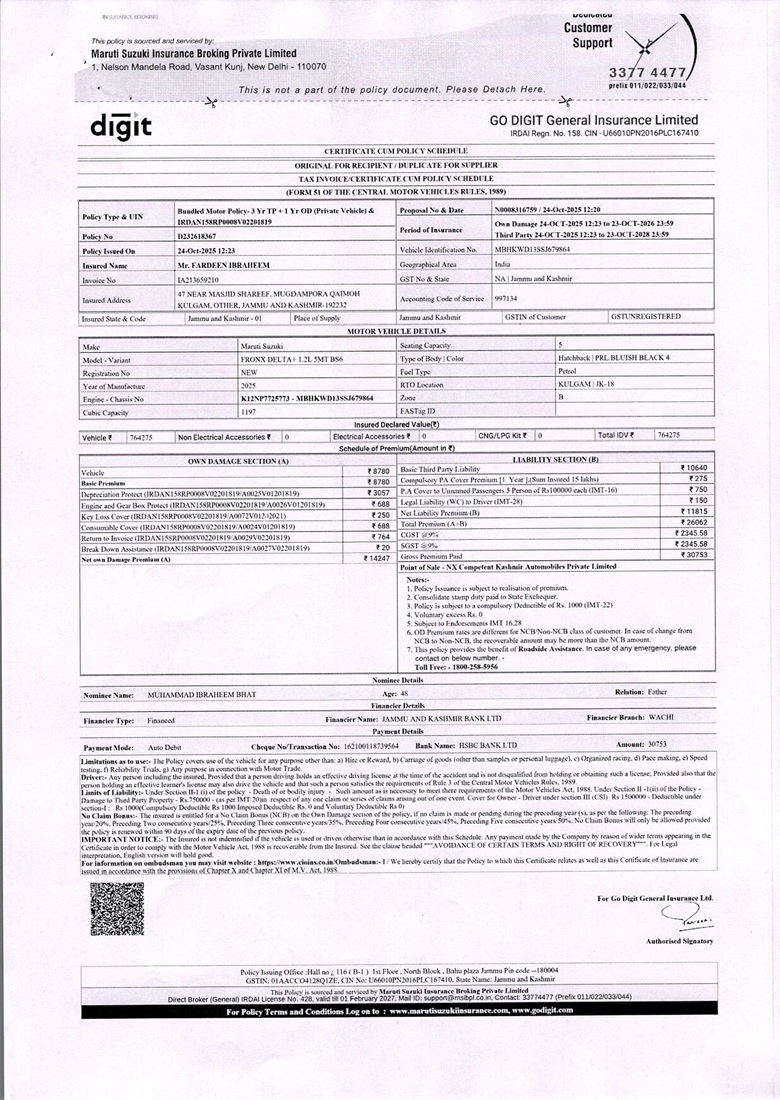 INSURANCE BROKING
This policy is sourced and serviced by:
Maruti Suzuki Insurance Broking Private Limited
1, Nelson Mandela Road, Vasant Kunj, New Delhi - 110070
Dedicated
Customer
Support
3377 4477
prefix 011/022/033/044
This is not a part of the policy document. Please Detach Here.
digit
GO DIGIT General Insurance Limited
IRDAI Regn. No. 158. CIN - U66010PN2016PLC167410
CERTIFICATE CUM POLICY SCHEDULE
ORIGINAL FOR RECIPIENT / DUPLICATE FOR SUPPLIER
TAX INVOICE/CERTIFICATE CUM POLICY SCHEDULE
(FORM 51 OF THE CENTRAL MOTOR VEHICLES RULES, 1989)
Policy Type & UIN Bundled Motor Policy- 3 Yr TP + 1 Yr OD (Private Vehicle) & IRDAN158RP0008V02201819 Proposal No & Date N0008316759 / 24-Oct-2025 12:20
Policy No D232618367 Period of Insurance Own Damage 24-OCT-2025 12:23 to 23-OCT-2026 23:59
Third Party 24-OCT-2025 12:23 to 23-OCT-2028 23:59
Policy Issued On 24-Oct-2025 12:23 Vehicle Identification No. MBHKWD13SSJ679864
Insured Name Mr. FARDEEN IBRAHEEM Geographical Area India
Invoice No IA213659210 GST No & State NA | Jammu and Kashmir
Insured Address 47 NEAR MASJID SHAREEF, MUGDAMPORA QAIMOH
KULGAM, OTHER, JAMMU AND KASHMIR-192232 Accounting Code of Service 997134
Insured State & Code Jammu and Kashmir - 01 Place of Supply Jammu and Kashmir GSTIN of Customer GSTUNREGISTERED
MOTOR VEHICLE DETAILS
Make Maruti Suzuki Seating Capacity 5
Model - Variant FRONX DELTA+ 1.2L 5MT BS6 Type of Body | Color Hatchback | PRL.BLUISH BLACK 4
Registration No NEW Fuel Type Petrol
Year of Manufacture 2025 RTO Location KULGAM | JK-18
Engine - Chassis No K12NP7725773 - MBHKWD13SSJ679864 Zone B
Cubic Capacity 1197 FASTag ID
Insured Declared Value(₹)
Vehicle ₹ 764275 Non Electrical Accessories ₹ 0 Electrical Accessories ₹ 0 CNG/LPG Kit ₹ 0 Total IDV ₹ 764275
Schedule of Premium(Amount in ₹)
OWN DAMAGE SECTION (A)
Vehicle ₹ 8780
Basic Premium ₹ 8780
Depreciation Protect (IRDAN158RP0008V02201819/A0025V01201819) ₹ 3057
Engine and Gear Box Protect (IRDAN158RP0008V02201819/A0026V01201819) ₹ 688
Key Loss Cover (IRDAN158RP0008V02201819/A0072V01202021) ₹ 250
Consumable Cover (IRDAN158RP0008V02201819/A0024V01201819) ₹ 688
Return to Invoice (IRDAN158RP0008V02201819/A0029V02201819) ₹ 764
Break Down Assistance (IRDAN158RP0008V02201819/A0027V02201819) ₹ 20
Net own Damage Premium (A) ₹ 14247
LIABILITY SECTION (B)
Basic Third Party Liability ₹ 10640
Compulsory PA Cover Premium [1 Year ].(Sum Insured 15 lakhs) ₹ 275
P.A Cover to Unnamed Passengers 5 Person of Rs100000 each (IMT-16) ₹ 750
Legal Liability (WC) to Driver (IMT-28) ₹ 150
Net Liability Premium (B) ₹ 11815
Total Premium (A+B) ₹ 26062
CGST @9% ₹ 2345.58
SGST @9% ₹ 2345.58
Gross Premium Paid ₹ 30753
Point of Sale - NX Competent Kashmir Automobiles Private Limited
Notes:-
1. Policy Issuance is subject to realisation of premium.
2. Consolidate stamp duty paid to State Exchequer.
3. Policy is subject to a compulsory Deductible of Rs. 1000 (IMT-22)
4. Voluntary excess Rs. 0
5. Subject to Endorsements IMT 16.28
6. OD Premium rates are different for NCB/Non-NCB class of customer. In case of change from
NCB to Non-NCB, the recoverable amount may be more than the NCB amount.
7. This policy provides the benefit of Roadside Assistance. In case of any emergency, please
contact on below number. -
Toll Free: - 1800-258-5956
Nominee Details
Nominee Name: MUHAMMAD IBRAHEEM BHAT Age: 48 Relation: Father
Financier Details
Financier Type: Financed Financier Name: JAMMU AND KASHMIR BANK LTD Financier Branch: WACHI
Payment Details
Payment Mode: Auto Debit Cheque No/Transaction No: 162100118739564 Bank Name: HSBC BANK LTD Amount: 30753
Limitations as to use:- The Policy covers use of the vehicle for any purpose other than: a) Hire or Reward, b) Carriage of goods (other than samples or personal luggage), c) Organized racing, d) Pace making, e) Speed
testing, f) Reliability Trials, g) Any purpose in connection with Motor Trade.
Driver:- Any person including the insured, Provided that a person driving holds an effective driving license at the time of the accident and is not disqualified from holding or obtaining such a license; Provided also that the
person holding an effective learner's license may also drive the vehicle and that such a person satisfies the requirements of Rule 3 of the Central Motor Vehicles Rules, 1989.
Limits of Liability:- Under Section II-1 (i) of the policy - Death of or bodily injury - Such amount as is necessary to meet there requirements of the Motor Vehicles Act, 1988. Under Section II -1(ii) of the Policy -
Damage to Third Party Property - Rs.750000 - (as per IMT 20)in respect of any one claim or series of claims arising out of one event. Cover for Owner - Driver under section III (CSI) Rs 1500000 - Deductible under
section-I : Rs 1000(Compulsory Deductible Rs 1000 Imposed Deductible Rs. 0 and Voluntary Deductible Rs 0)
No Claim Bonus:- The insured is entitled for a No Claim Bonus (NCB) on the Own Damage section of the policy, if no claim is made or pending during the preceding year (s), as per the following: The preceding
year/20%, Preceding Two consecutive years/25%, Preceding Three consecutive years/35%, Preceding Four consecutive years/45%, Preceding Five consecutive years/50%. No Claim Bonus will only be allowed provided
the policy is renewed within 90 days of the expiry date of the previous policy.
IMPORTANT NOTICE:- The Insured is not indemnified if the vehicle is used or driven otherwise than in accordance with this Schedule. Any payment made by the Company by reason of wider terms appearing in the
Certificate in order to comply with the Motor Vehicle Act, 1988 is recoverable from the Insured. See the clause headed """AVOIDANCE OF CERTAIN TERMS AND RIGHT OF RECOVERY""". For Legal
interpretation, English version will hold good.
For information on ombudsman you may visit website : https://www.cioins.co.in/Ombudsman:- I / We hereby certify that the Policy to which this Certificate relates as well as this Certificate of Insurance are
issued in accordance with the provisions of Chapter X and Chapter XI of M.V. Act, 1988.
For Go Digit General Insurance Ltd.
Authorised Signatory
Policy Issuing Office :Hall no ¿ 116 ( B-1 ) 1st Floor , North Block , Bahu plaza Jammu Pin code --180004
GSTIN: 01AACCO4128Q1ZE, CIN No: U66010PN2016PLC167410, State Name: Jammu and Kashmir
This Policy is sourced and serviced by Maruti Suzuki Insurance Broking Private Limited
Direct Broker (General) IRDAI License No. 428, valid till 01 February 2027, Mail ID: support@msibpl.co.in, Contact: 33774477 (Prefix 011/022/033/044)
For Policy Terms and Conditions Log on to : www.marutisuzukiinsurance.com, www.godigit.com